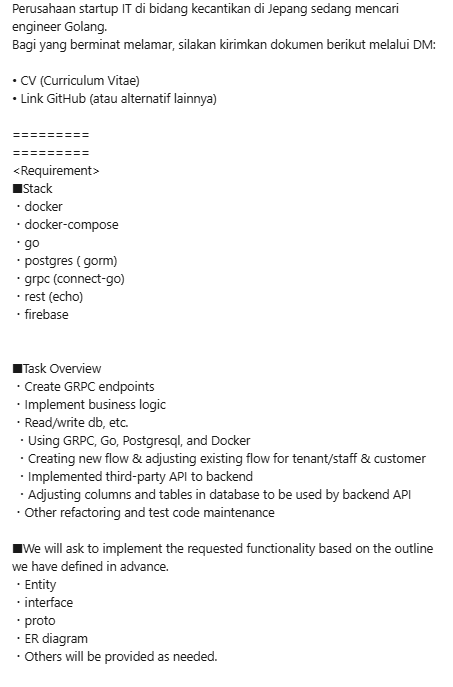 Perusahaan startup IT di bidang kecantikan di Jepang sedang mencari
engineer Golang.
Bagi yang berminat melamar, silakan kirimkan dokumen berikut melalui DM:
• CV (Curriculum Vitae)
• Link GitHub (atau alternatif lainnya)
=========
=========
<Requirement>
■Stack
・docker
・docker-compose
・go
・postgres ( gorm)
・grpc (connect-go)
・rest (echo)
・firebase
■Task Overview
・Create GRPC endpoints
・Implement business logic
・Read/write db, etc.
・Using GRPC, Go, Postgresql, and Docker
・Creating new flow & adjusting existing flow for tenant/staff & customer
・Implemented third-party API to backend
・Adjusting columns and tables in database to be used by backend API
・Other refactoring and test code maintenance
■We will ask to implement the requested functionality based on the outline
we have defined in advance.
・Entity
・interface
・proto
・ER diagram
・Others will be provided as needed.